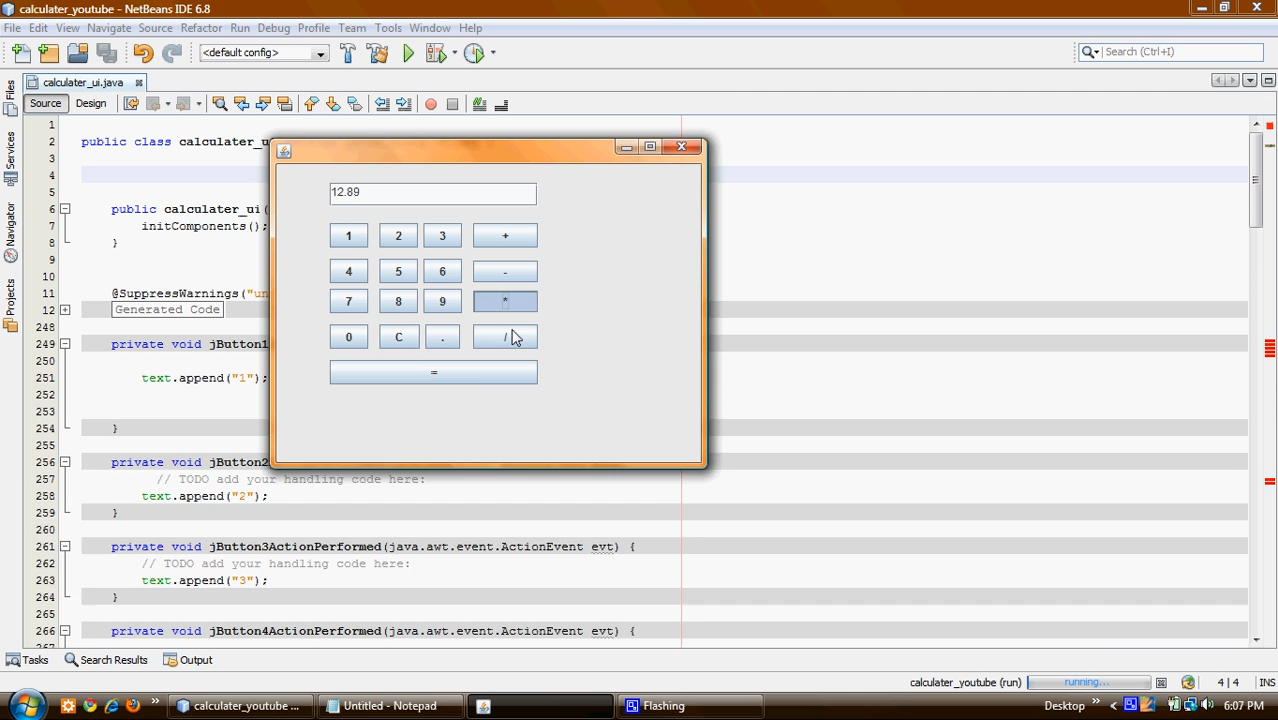 calculater_youtube - NetBeans IDE 6.8
File Edit View Navigate Source Refactor Run Debug Profile Team Tools Window Help
<default config> Search (Ctrl+I)
calculater_ui.java
Source Design
Files
Services
Navigator
Projects
1
2 public class calculater_u
3
4
5
6 public calculater_ui(
7 initComponents();
8 }
9
10
11 @SuppressWarnings("un
12 Generated Code
248
249 private void jButton1
250
251 text.append("1");
252
253
254 }
255
256 private void jButton2
257 // TODO add your handling code here:
258 text.append("2");
259 }
260
261 private void jButton3ActionPerformed(java.awt.event.ActionEvent evt) {
262 // TODO add your handling code here:
263 text.append("3");
264 }
265
266 private void jButton4ActionPerformed(java.awt.event.ActionEvent evt) {
12.89
1 2 3 +
4 5 6 -
7 8 9 *
0 C . /
=
Tasks Search Results Output
calculater_youtube (run) running... 4 | 4 INS
calculater_youtube ... Untitled - Notepad Flashing Desktop 6:07 PM